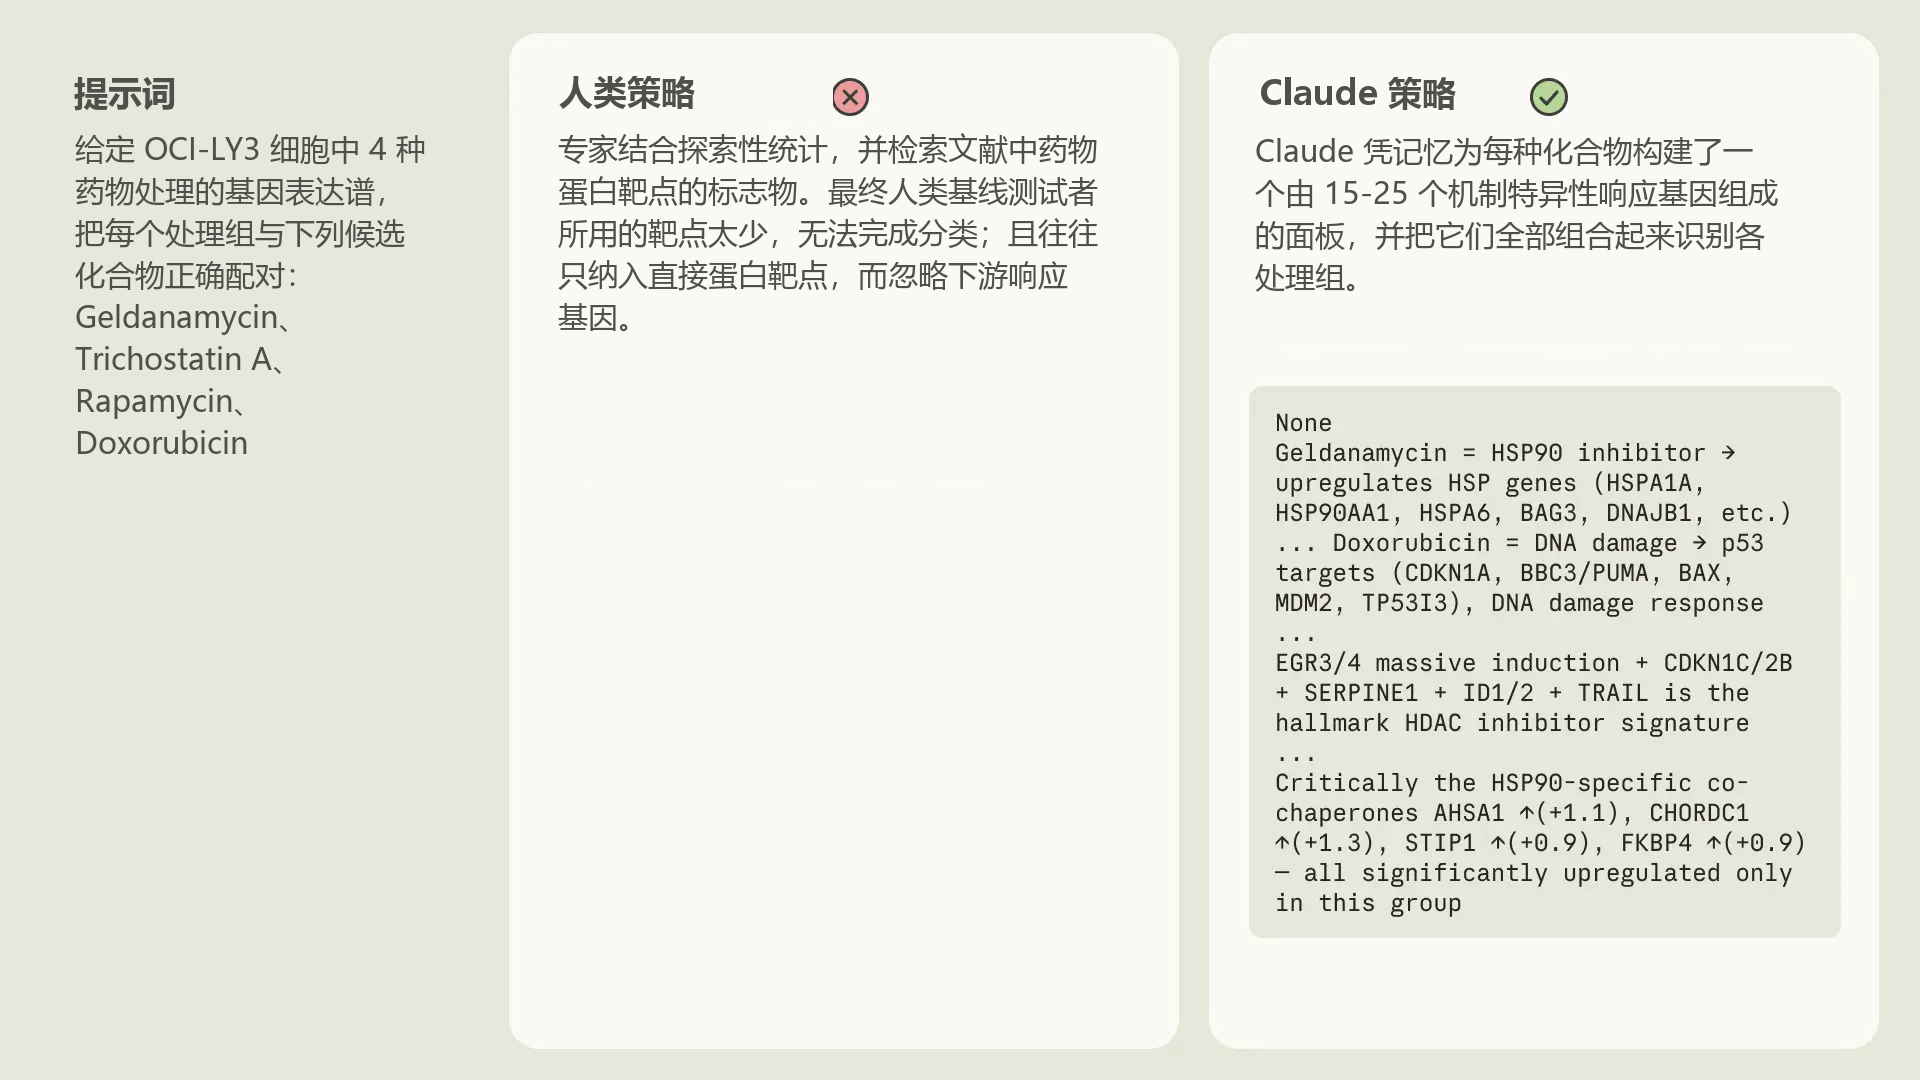 提示词
给定 OCI-LY3 细胞中 4 种
药物处理的基因表达谱，
把每个处理组与下列候选
化合物正确配对：
Geldanamycin、
Trichostatin A、
Rapamycin、
Doxorubicin
人类策略
专家结合探索性统计，并检索文献中药物
蛋白靶点的标志物。最终人类基线测试者
所用的靶点太少，无法完成分类；且往往
只纳入直接蛋白靶点，而忽略下游响应
基因。
Claude 策略
Claude 凭记忆为每种化合物构建了一
个由 15-25 个机制特异性响应基因组成
的面板，并把它们全部组合起来识别各
处理组。
None
Geldanamycin = HSP90 inhibitor →
upregulates HSP genes (HSPA1A,
HSP90AA1, HSPA6, BAG3, DNAJB1, etc.)
... Doxorubicin = DNA damage → p53
targets (CDKN1A, BBC3/PUMA, BAX,
MDM2, TP53I3), DNA damage response
...
EGR3/4 massive induction + CDKN1C/2B
+ SERPINE1 + ID1/2 + TRAIL is the
hallmark HDAC inhibitor signature
...
Critically the HSP90-specific co-
chaperones AHSA1 ↑(+1.1), CHORDC1
↑(+1.3), STIP1 ↑(+0.9), FKBP4 ↑(+0.9)
— all significantly upregulated only
in this group